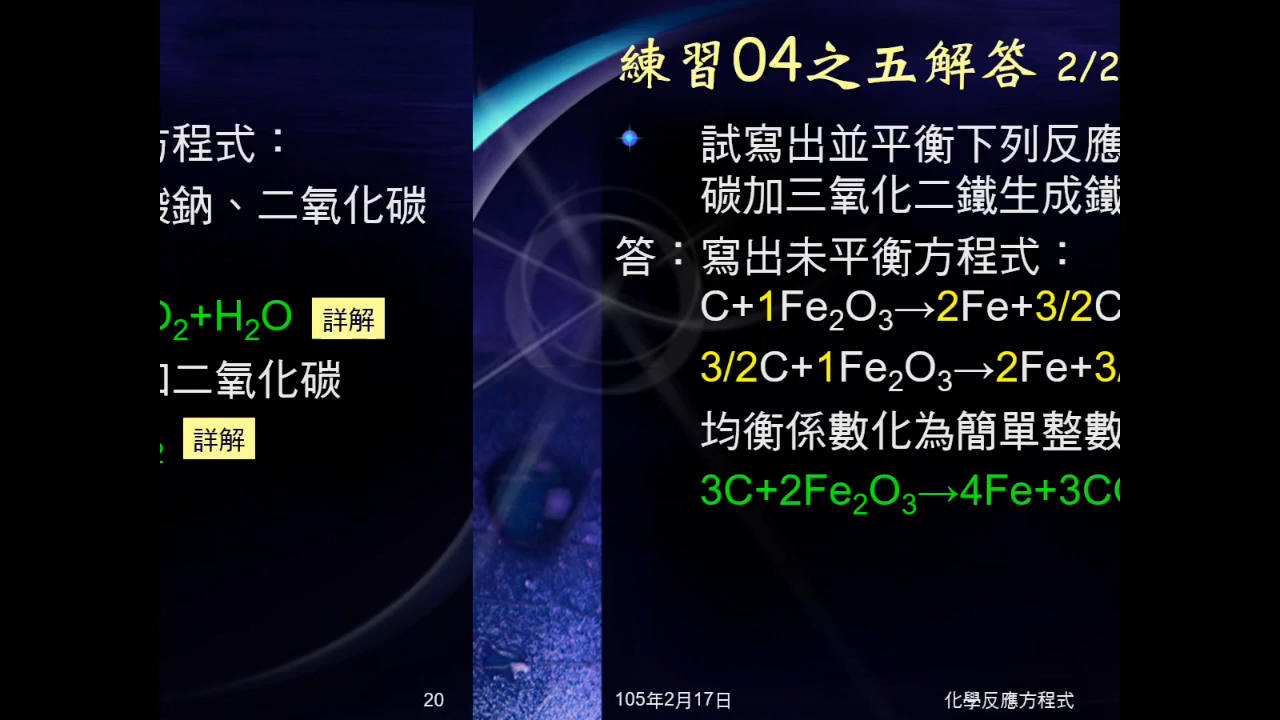 程式：
鈉、二氧化碳
2+H2O 詳解
二氧化碳
詳解
20
練習04之五解答 2/2
試寫出並平衡下列反應
碳加三氧化二鐵生成鐵
答：寫出未平衡方程式：
C+1Fe2O3→2Fe+3/2C
3/2C+1Fe2O3→2Fe+3/
均衡係數化為簡單整數
3C+2Fe2O3→4Fe+3C
105年2月17日
化學反應方程式